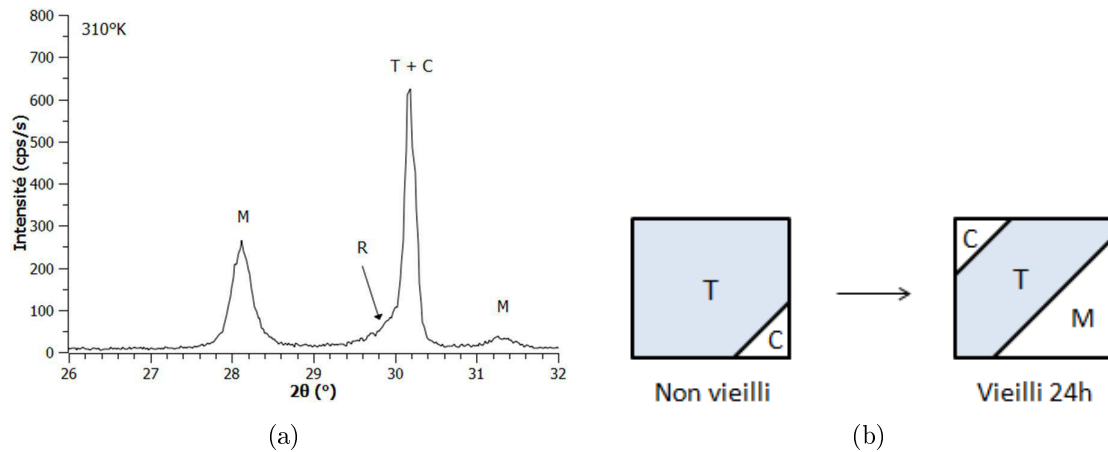 800
310°K
700
T + C
600
500
400
300
M
200
R
100
M
0
26
27
28
29
30
31
32
Intensité (cps/s)
2θ (°)
(a)
T
C
Non vieilli
C
T
M
Vieilli 24h
(b)